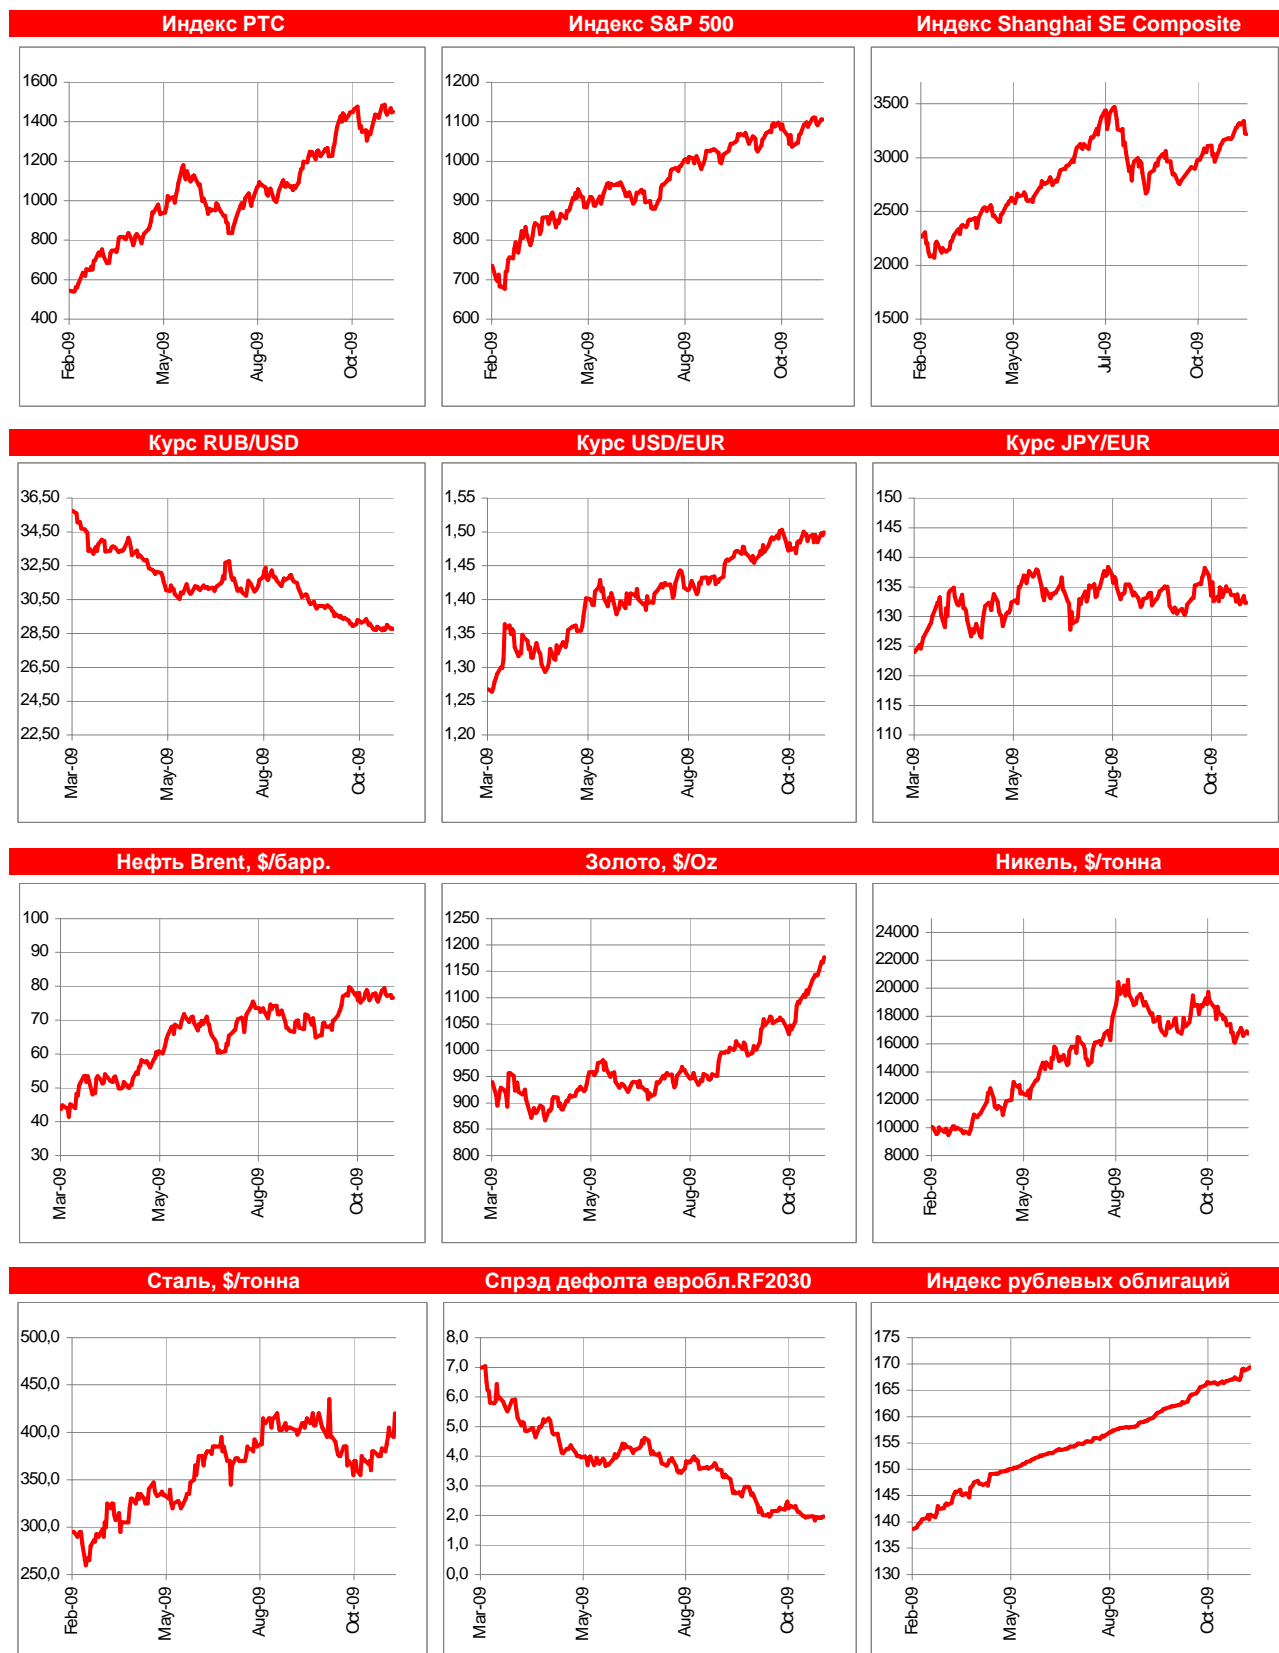 Индекс РТС
1600
1400
1200
1000
800
600
400
Feb-09
May-09
Aug-09
Oct-09
Индекс S&P 500
1200
1100
1000
900
800
700
600
Feb-09
May-09
Aug-09
Oct-09
Индекс Shanghai SE Composite
3500
3000
2500
2000
1500
Feb-09
May-09
Jul-09
Oct-09
Курс RUB/USD
36,50
34,50
32,50
30,50
28,50
26,50
24,50
22,50
Mar-09
May-09
Aug-09
Oct-09
Курс USD/EUR
1,55
1,50
1,45
1,40
1,35
1,30
1,25
1,20
Mar-09
May-09
Aug-09
Oct-09
Курс JPY/EUR
150
145
140
135
130
125
120
115
110
Mar-09
May-09
Aug-09
Oct-09
Нефть Brent, $/барр.
100
90
80
70
60
50
40
30
Mar-09
May-09
Aug-09
Oct-09
Золото, $/Oz
1250
1200
1150
1100
1050
1000
950
900
850
800
Mar-09
May-09
Aug-09
Oct-09
Никель, $/тонна
24000
22000
20000
18000
16000
14000
12000
10000
8000
Feb-09
May-09
Aug-09
Oct-09
Сталь, $/тонна
500,0
450,0
400,0
350,0
300,0
250,0
Feb-09
May-09
Aug-09
Oct-09
Спрэд дефолта евробл.RF2030
8,0
7,0
6,0
5,0
4,0
3,0
2,0
1,0
0,0
Mar-09
May-09
Aug-09
Oct-09
Индекс рублевых облигаций
175
170
165
160
155
150
145
140
135
130
Feb-09
May-09
Aug-09
Oct-09